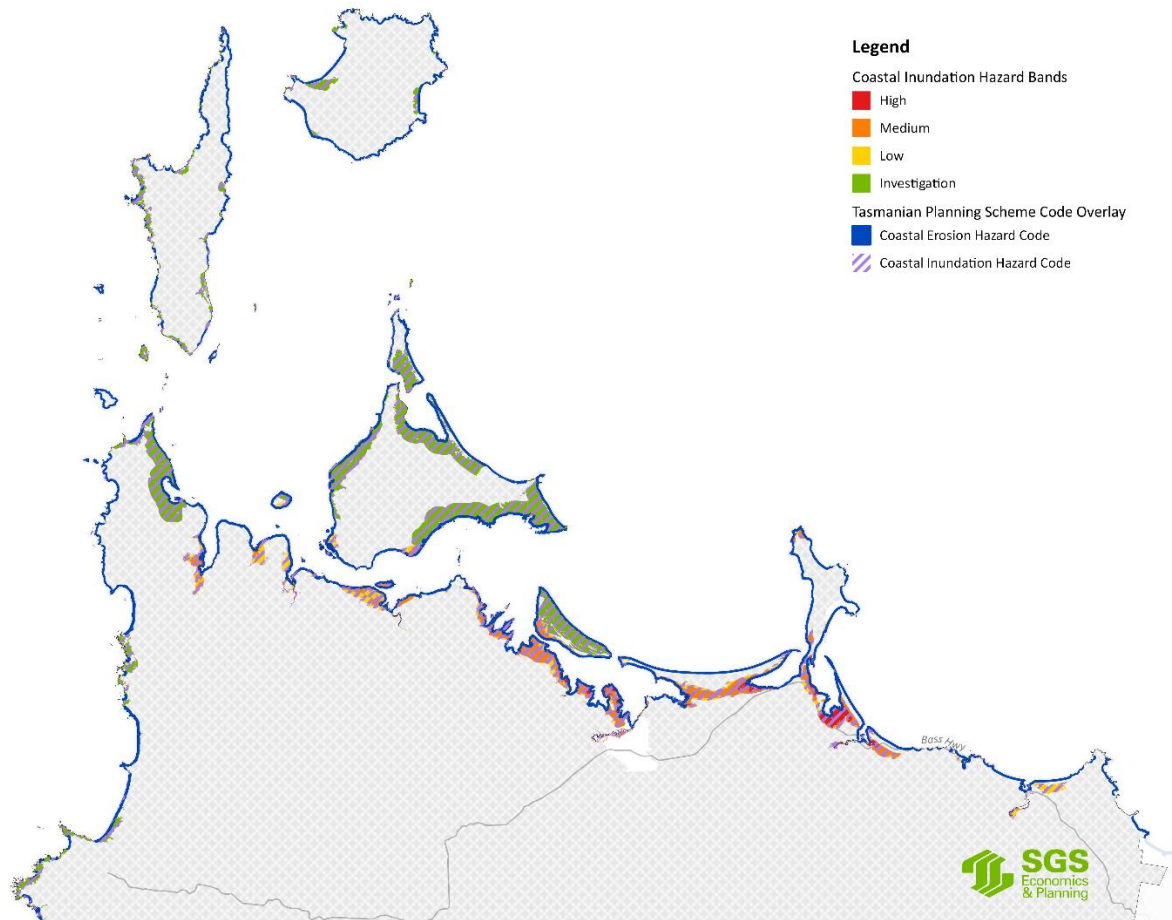 Legend
Coastal Inundation Hazard Bands
High
Medium
Low
Investigation
Tasmanian Planning Scheme Code Overlay
Coastal Erosion Hazard Code
Coastal Inundation Hazard Code
Bass Hwy
SGS
Economics
& Planning